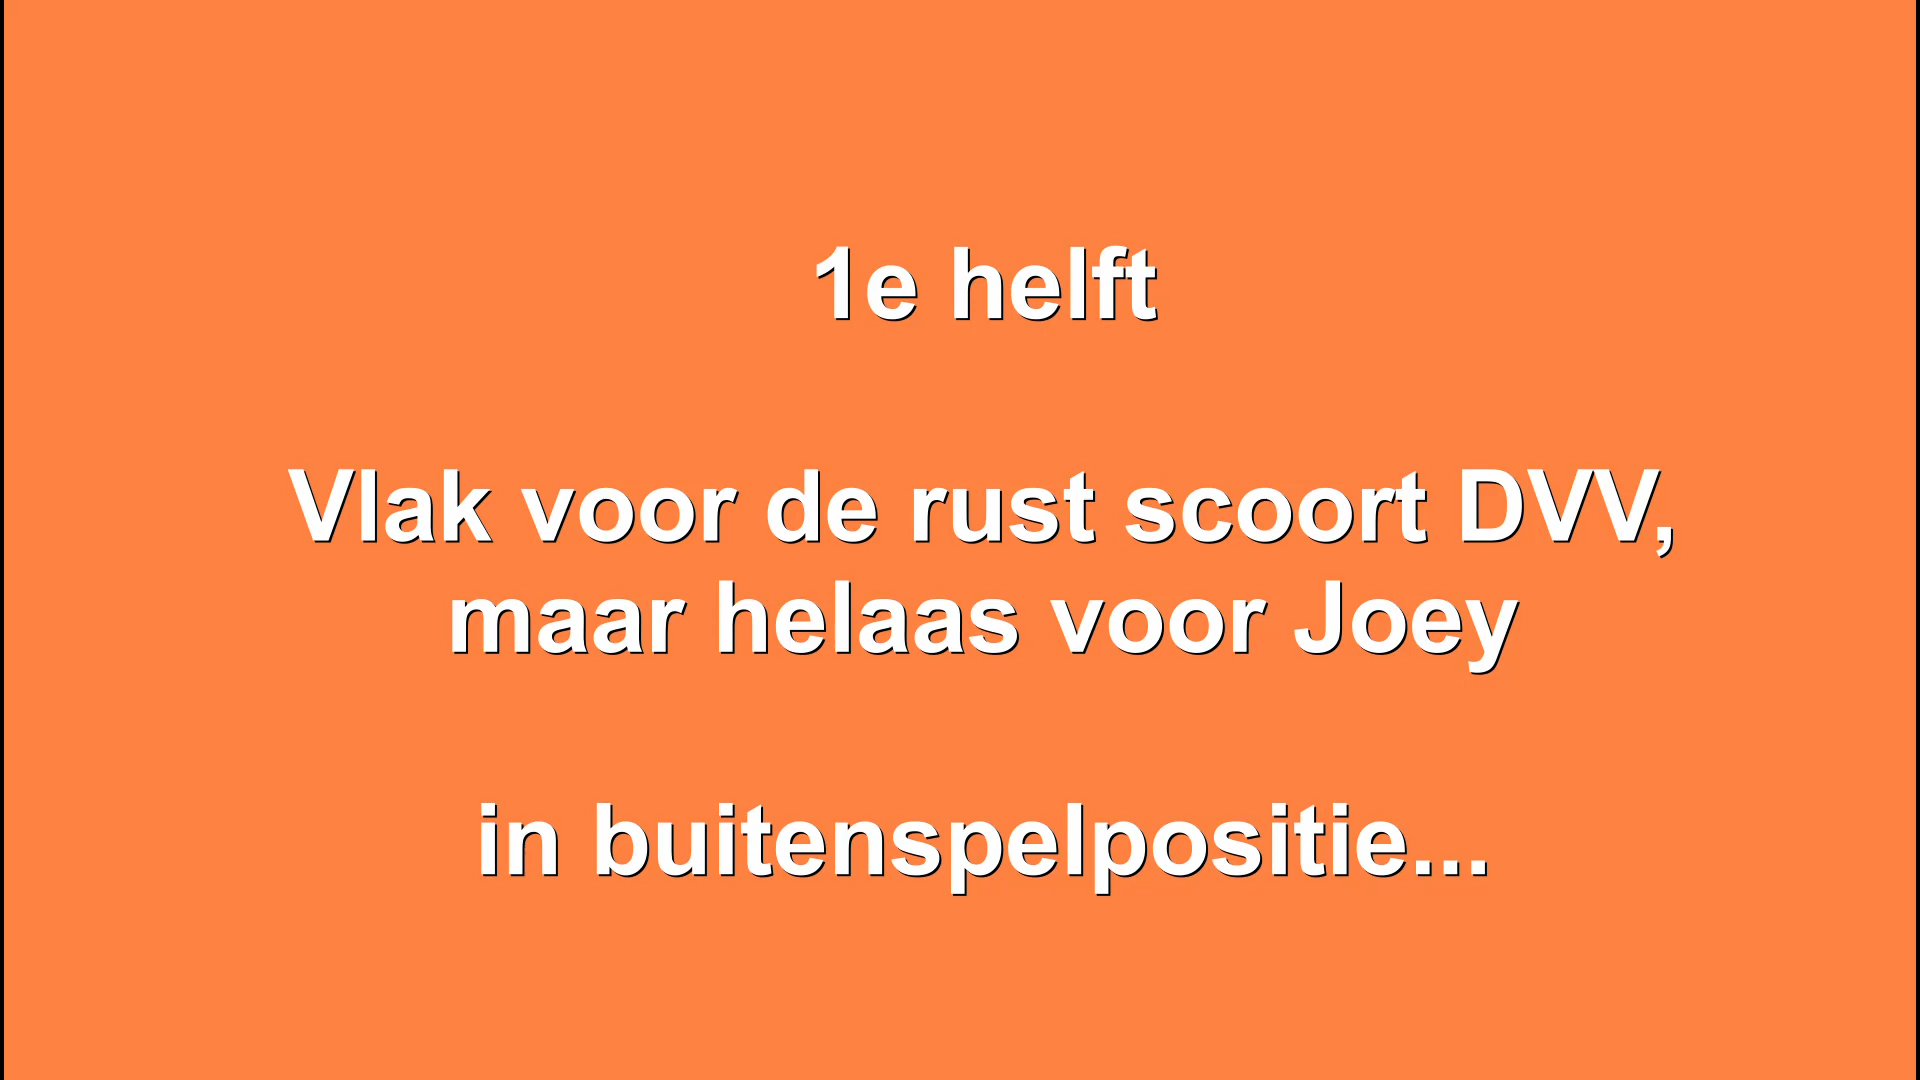 1e helft
Vlak voor de rust scoort DVV,
maar helaas voor Joey
in buitenspelpositie...